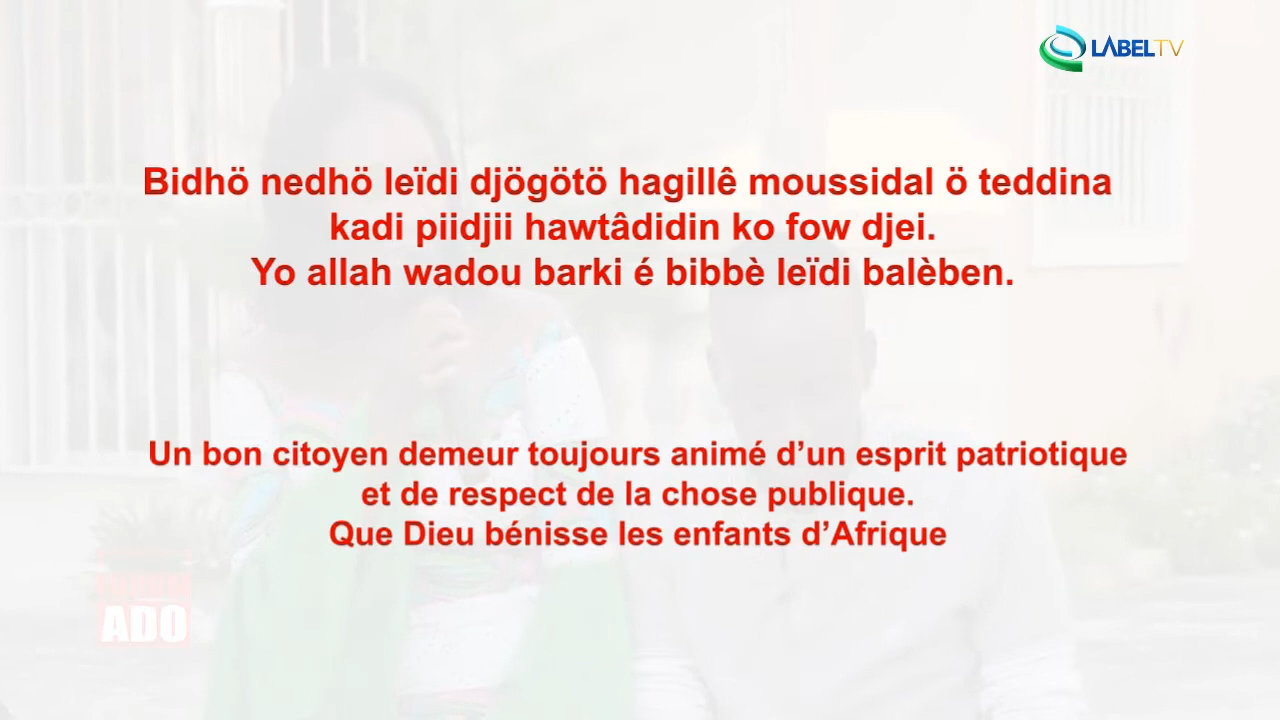 LABEL TV
Bidhö nedhö leïdi djögötö hagillê moussidal ö teddina
kadi piidjii hawtâdidin ko fow djei.
Yo allah wadou barki é bibbè leïdi balèben.
Un bon citoyen demeur toujours animé d’un esprit patriotique
et de respect de la chose publique.
Que Dieu bénisse les enfants d’Afrique
ADO